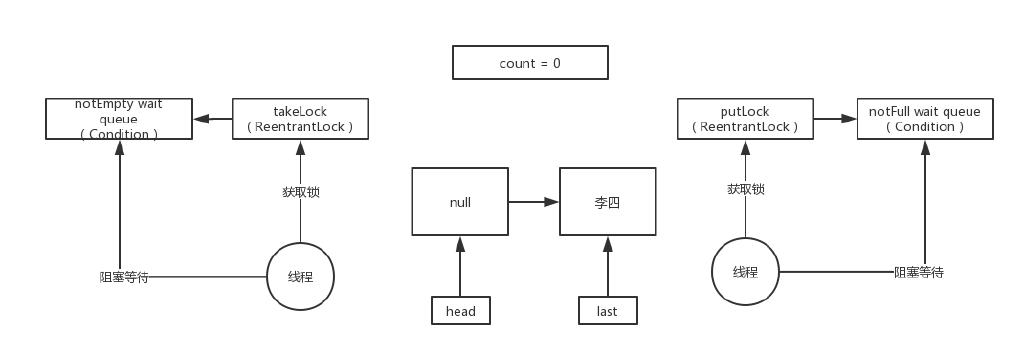 count = 0
notEmpty wait
queue
( Condition )
takeLock
( ReentrantLock )
putLock
( ReentrantLock )
notFull wait queue
( Condition )
获取锁
null
李四
获取锁
阻塞等待
线程
线程
阻塞等待
head
last